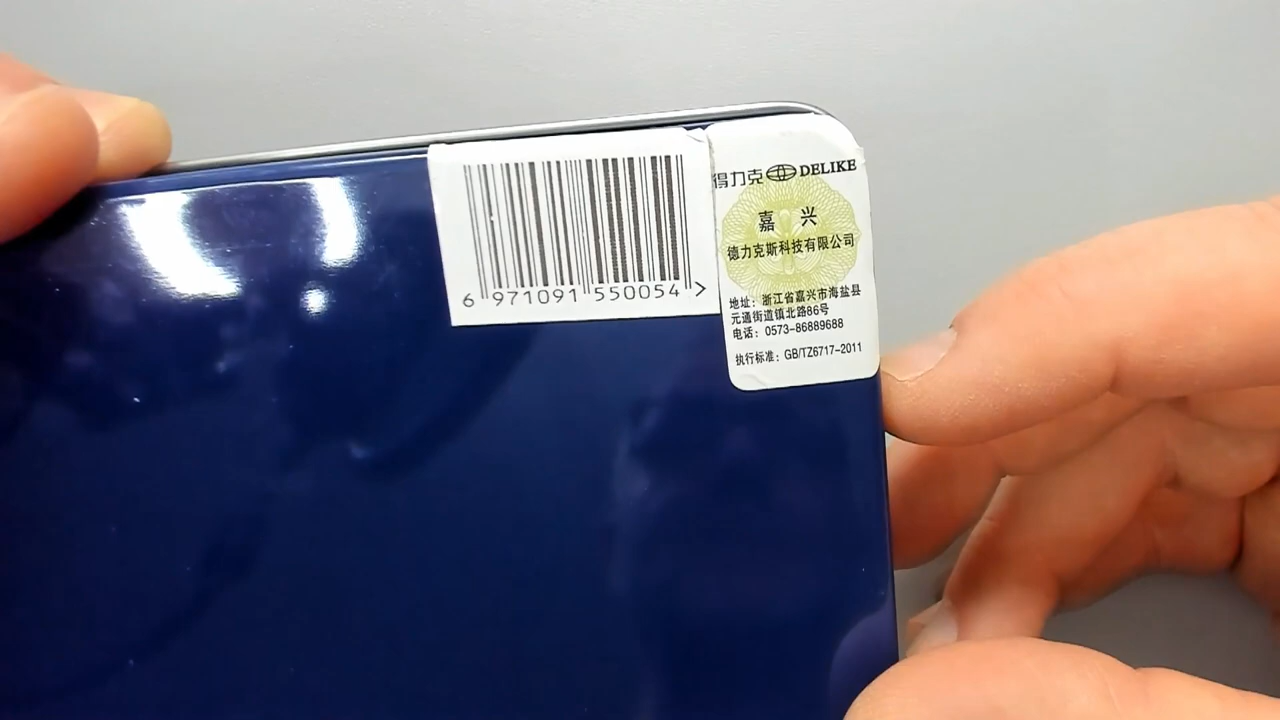 6 971091 550054 >
得力克 DELIKE
嘉 兴
德力克斯科技有限公司
地址：浙江省嘉兴市海盐县
元通街道镇北路86号
电话：0573-86889688
执行标准：GB/TZ6717-2011